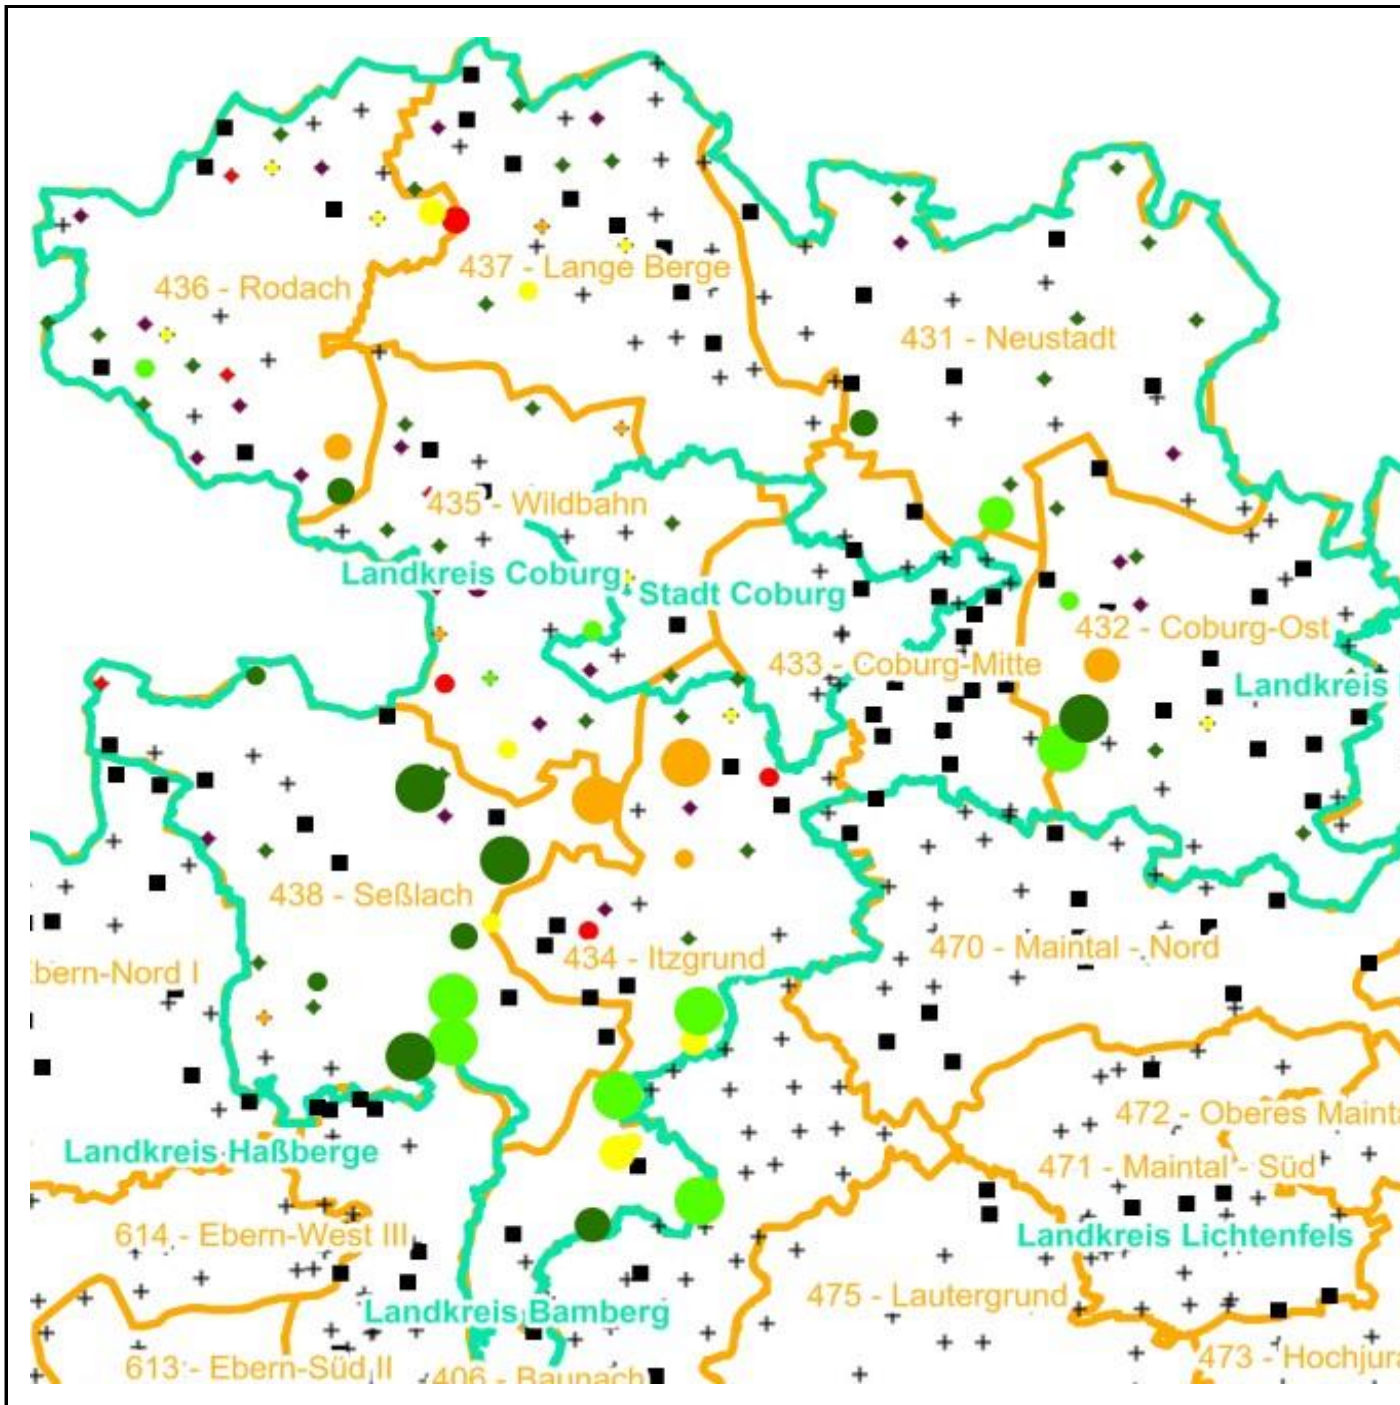 437 - Lange Berge
436 - Rodach
431 - Neustadt
435 - Wildbahn
Landkreis Coburg
Stadt Coburg
432 - Coburg-Ost
433 - Coburg-Mitte
Landkreis
438 - Seßlach
434 - Itzgrund
470 - Maintal - Nord
bern-Nord I
472 - Oberes Maint
Landkreis Haßberge
471 - Maintal - Süd
614 - Ebern-West III
Landkreis Lichtenfels
475 - Lautergrund
Landkreis Bamberg
473 - Hochjura
613 - Ebern-Süd II
406 - Baunach